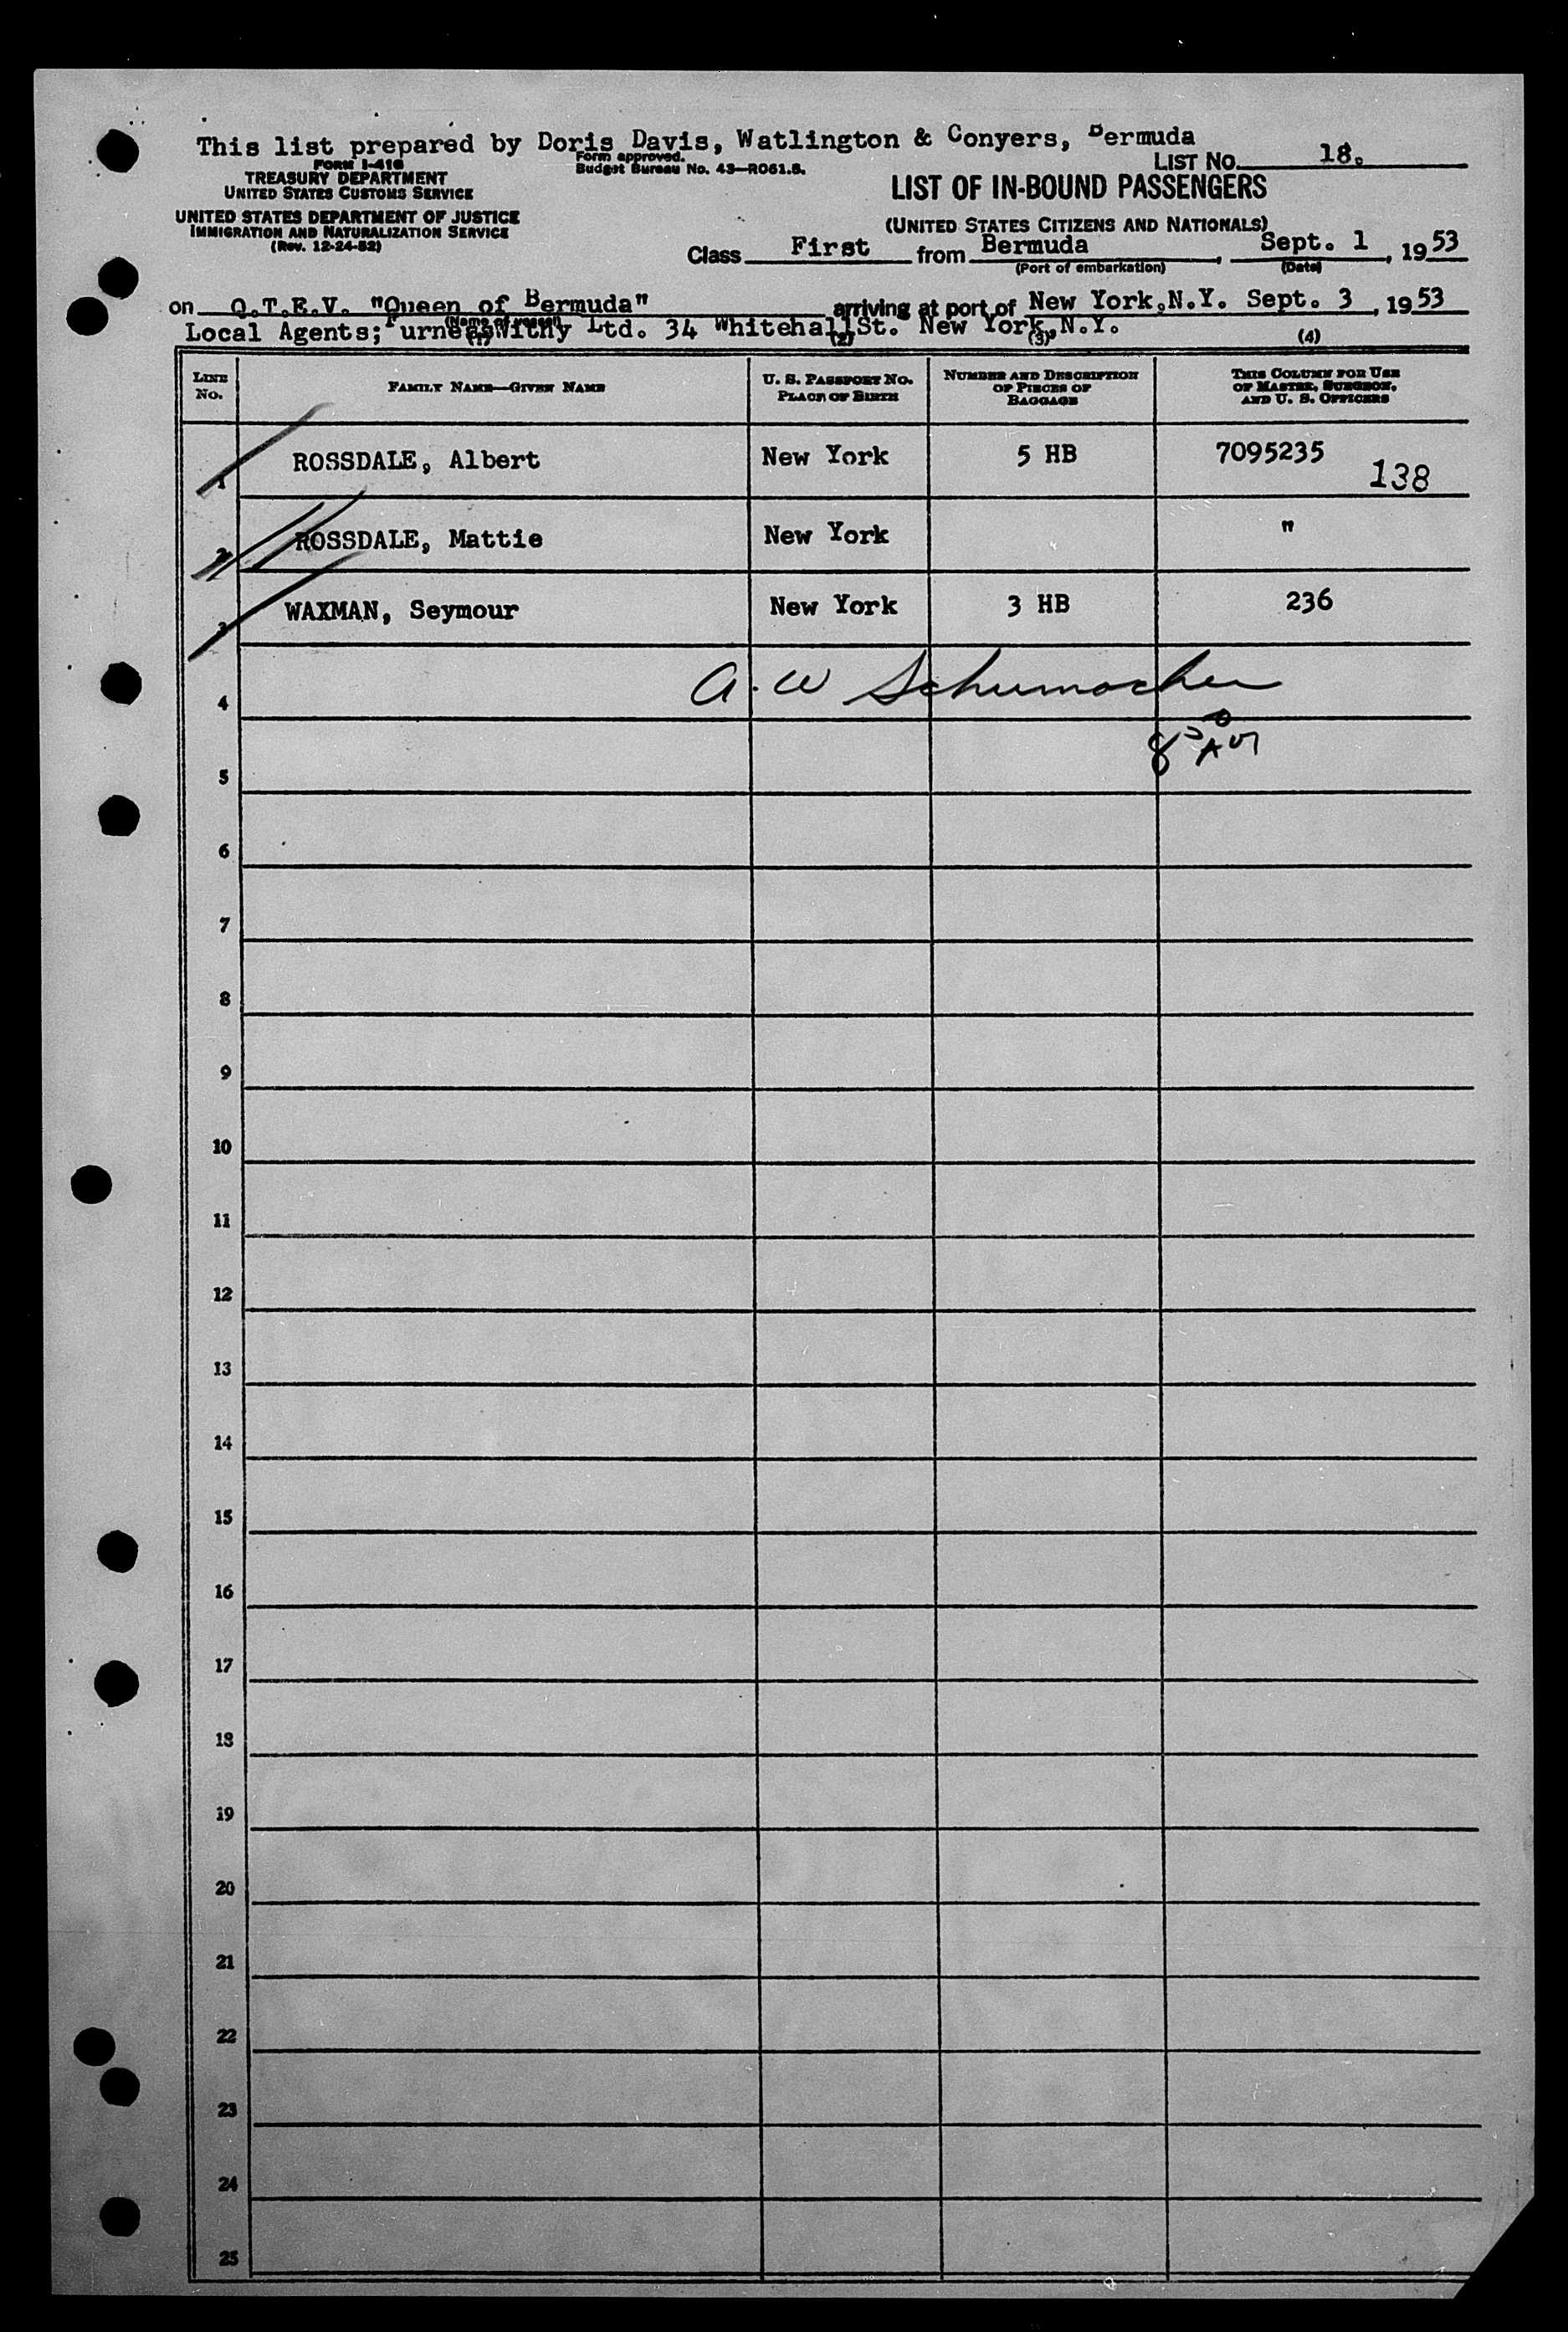 This list prepared by Doris Davis, Watlington & Conyers, Bermuda
FORM I-416
TREASURY DEPARTMENT
UNITED STATES CUSTOMS SERVICE
UNITED STATES DEPARTMENT OF JUSTICE
IMMIGRATION AND NATURALIZATION SERVICE
(Rev. 12-24-52)
Form approved.
Budget Bureau No. 43—R061.5.
LIST NO. 18.
LIST OF IN-BOUND PASSENGERS
(UNITED STATES CITIZENS AND NATIONALS)
Class First from Bermuda, Sept. 1, 1953
(Port of embarkation) (Date)
on Q.T.E.V. "Queen of Bermuda" arriving at port of New York,N.Y. Sept. 3, 1953
(Name of vessel)
Local Agents; Furness Withy Ltd. 34 Whitehall St. New York,N.Y.
(1) (2) (3) (4)
LINE NO. FAMILY NAME—GIVEN NAME U. S. PASSPORT NO. PLACE OF BIRTH NUMBER AND DESCRIPTION OF PIECES OF BAGGAGE THIS COLUMN FOR USE OF MASTER, SURGEON, AND U. S. OFFICERS
1 ROSSDALE, Albert New York 5 HB 7095235 138
2 ROSSDALE, Mattie New York "
3 WAXMAN, Seymour New York 3 HB 236
4 A. W Schumacher
5
6
7
8
9
10
11
12
13
14
15
16
17
18
19
20
21
22
23
24
25